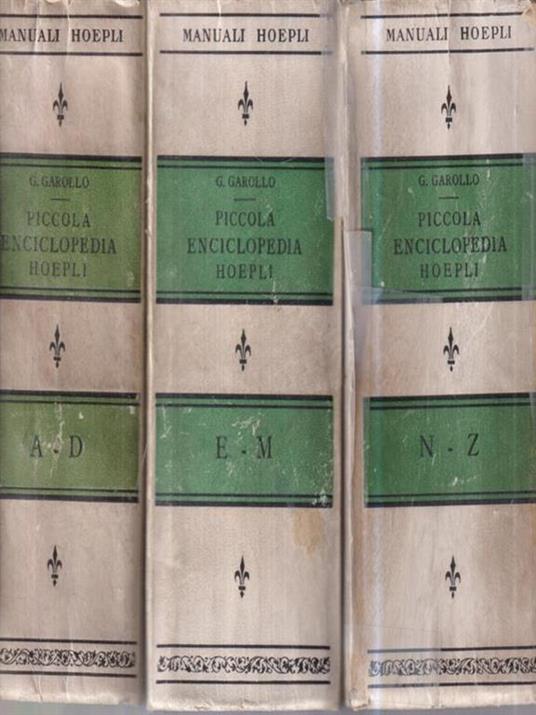 MANUALI HOEPLI
G. GAROLLO
PICCOLA
ENCICLOPEDIA
HOEPLI
A - D
MANUALI HOEPLI
G. GAROLLO
PICCOLA
ENCICLOPEDIA
HOEPLI
E - M
MANUALI HOEPLI
G. GAROLLO
PICCOLA
ENCICLOPEDIA
HOEPLI
N - Z